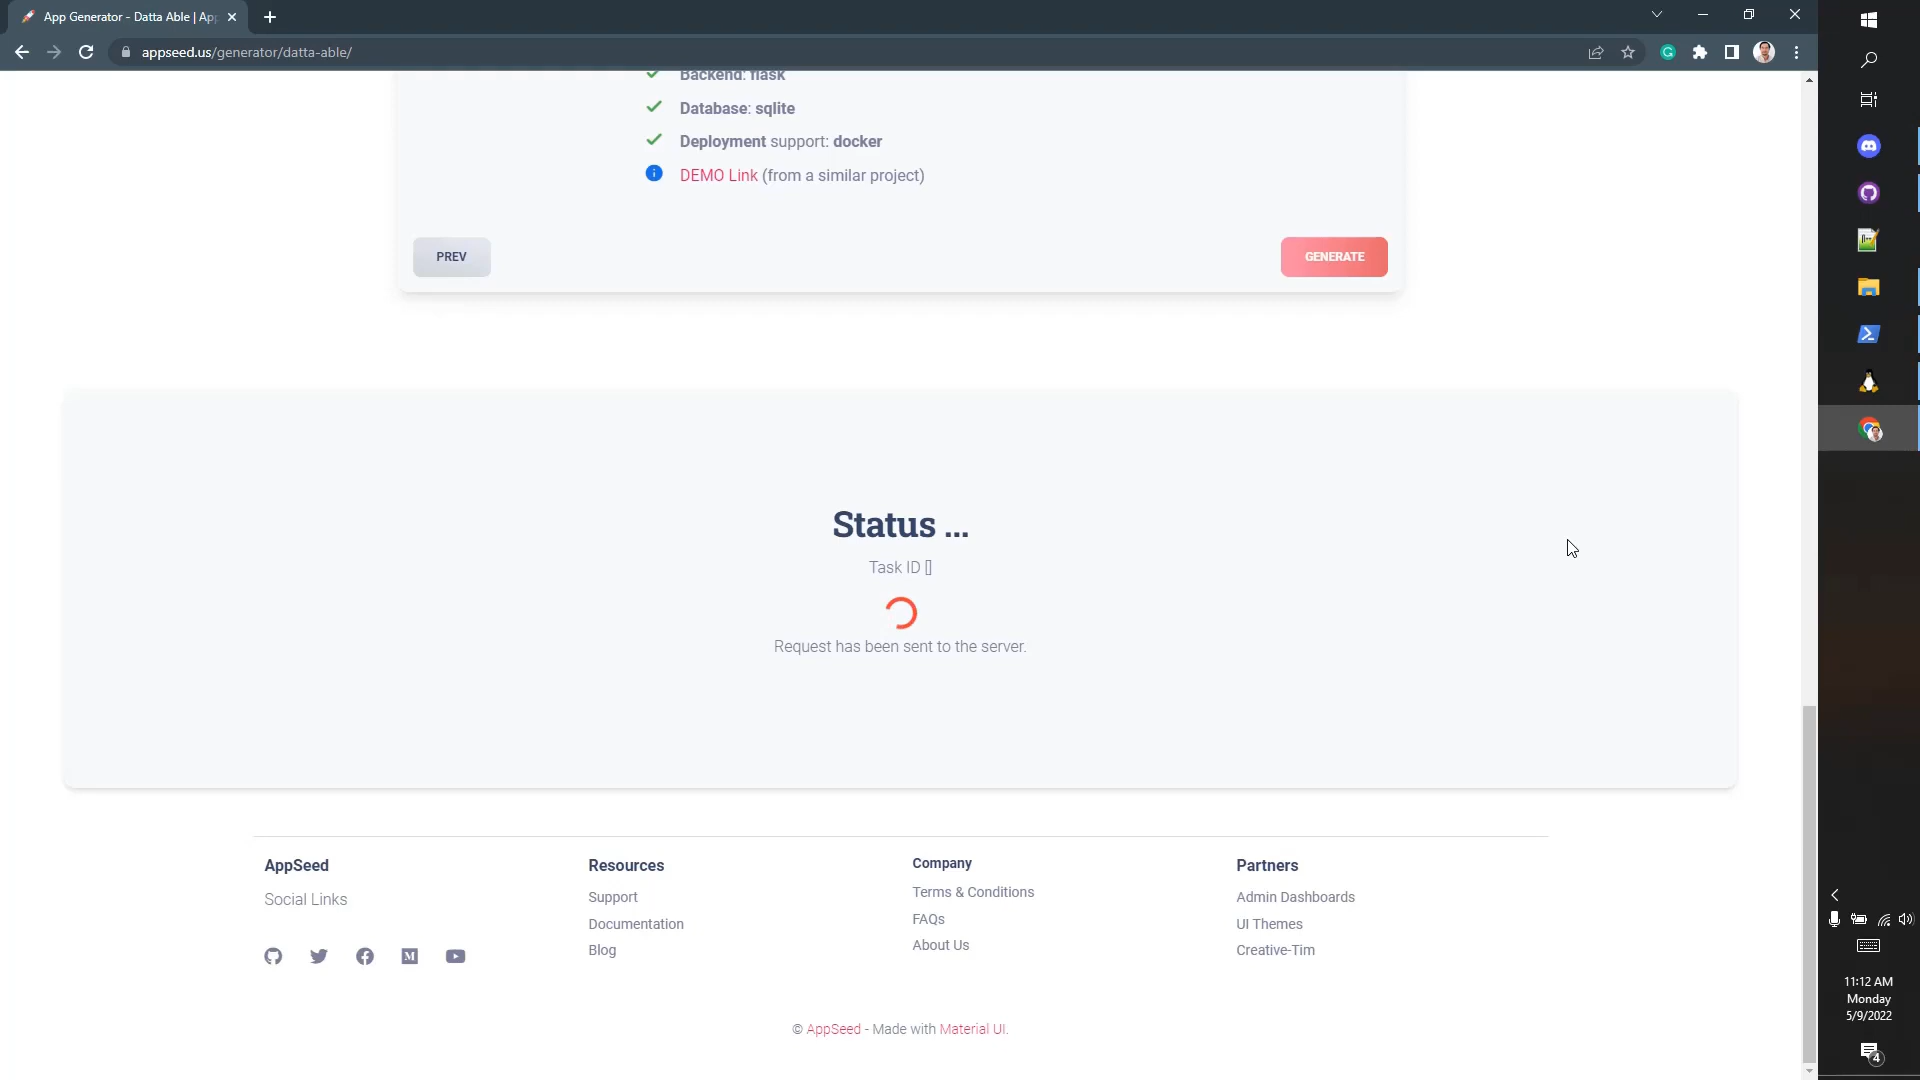 App Generator - Datta Able | Ap
appseed.us/generator/datta-able/
Backend: flask
Database: sqlite
Deployment support: docker
DEMO Link (from a similar project)
PREV
GENERATE
Status ...
Task ID []
Request has been sent to the server.
AppSeed
Social Links
Resources
Support
Documentation
Blog
Company
Terms & Conditions
FAQs
About Us
Partners
Admin Dashboards
UI Themes
Creative-Tim
© AppSeed - Made with Material UI.
11:12 AM
Monday
5/9/2022
4